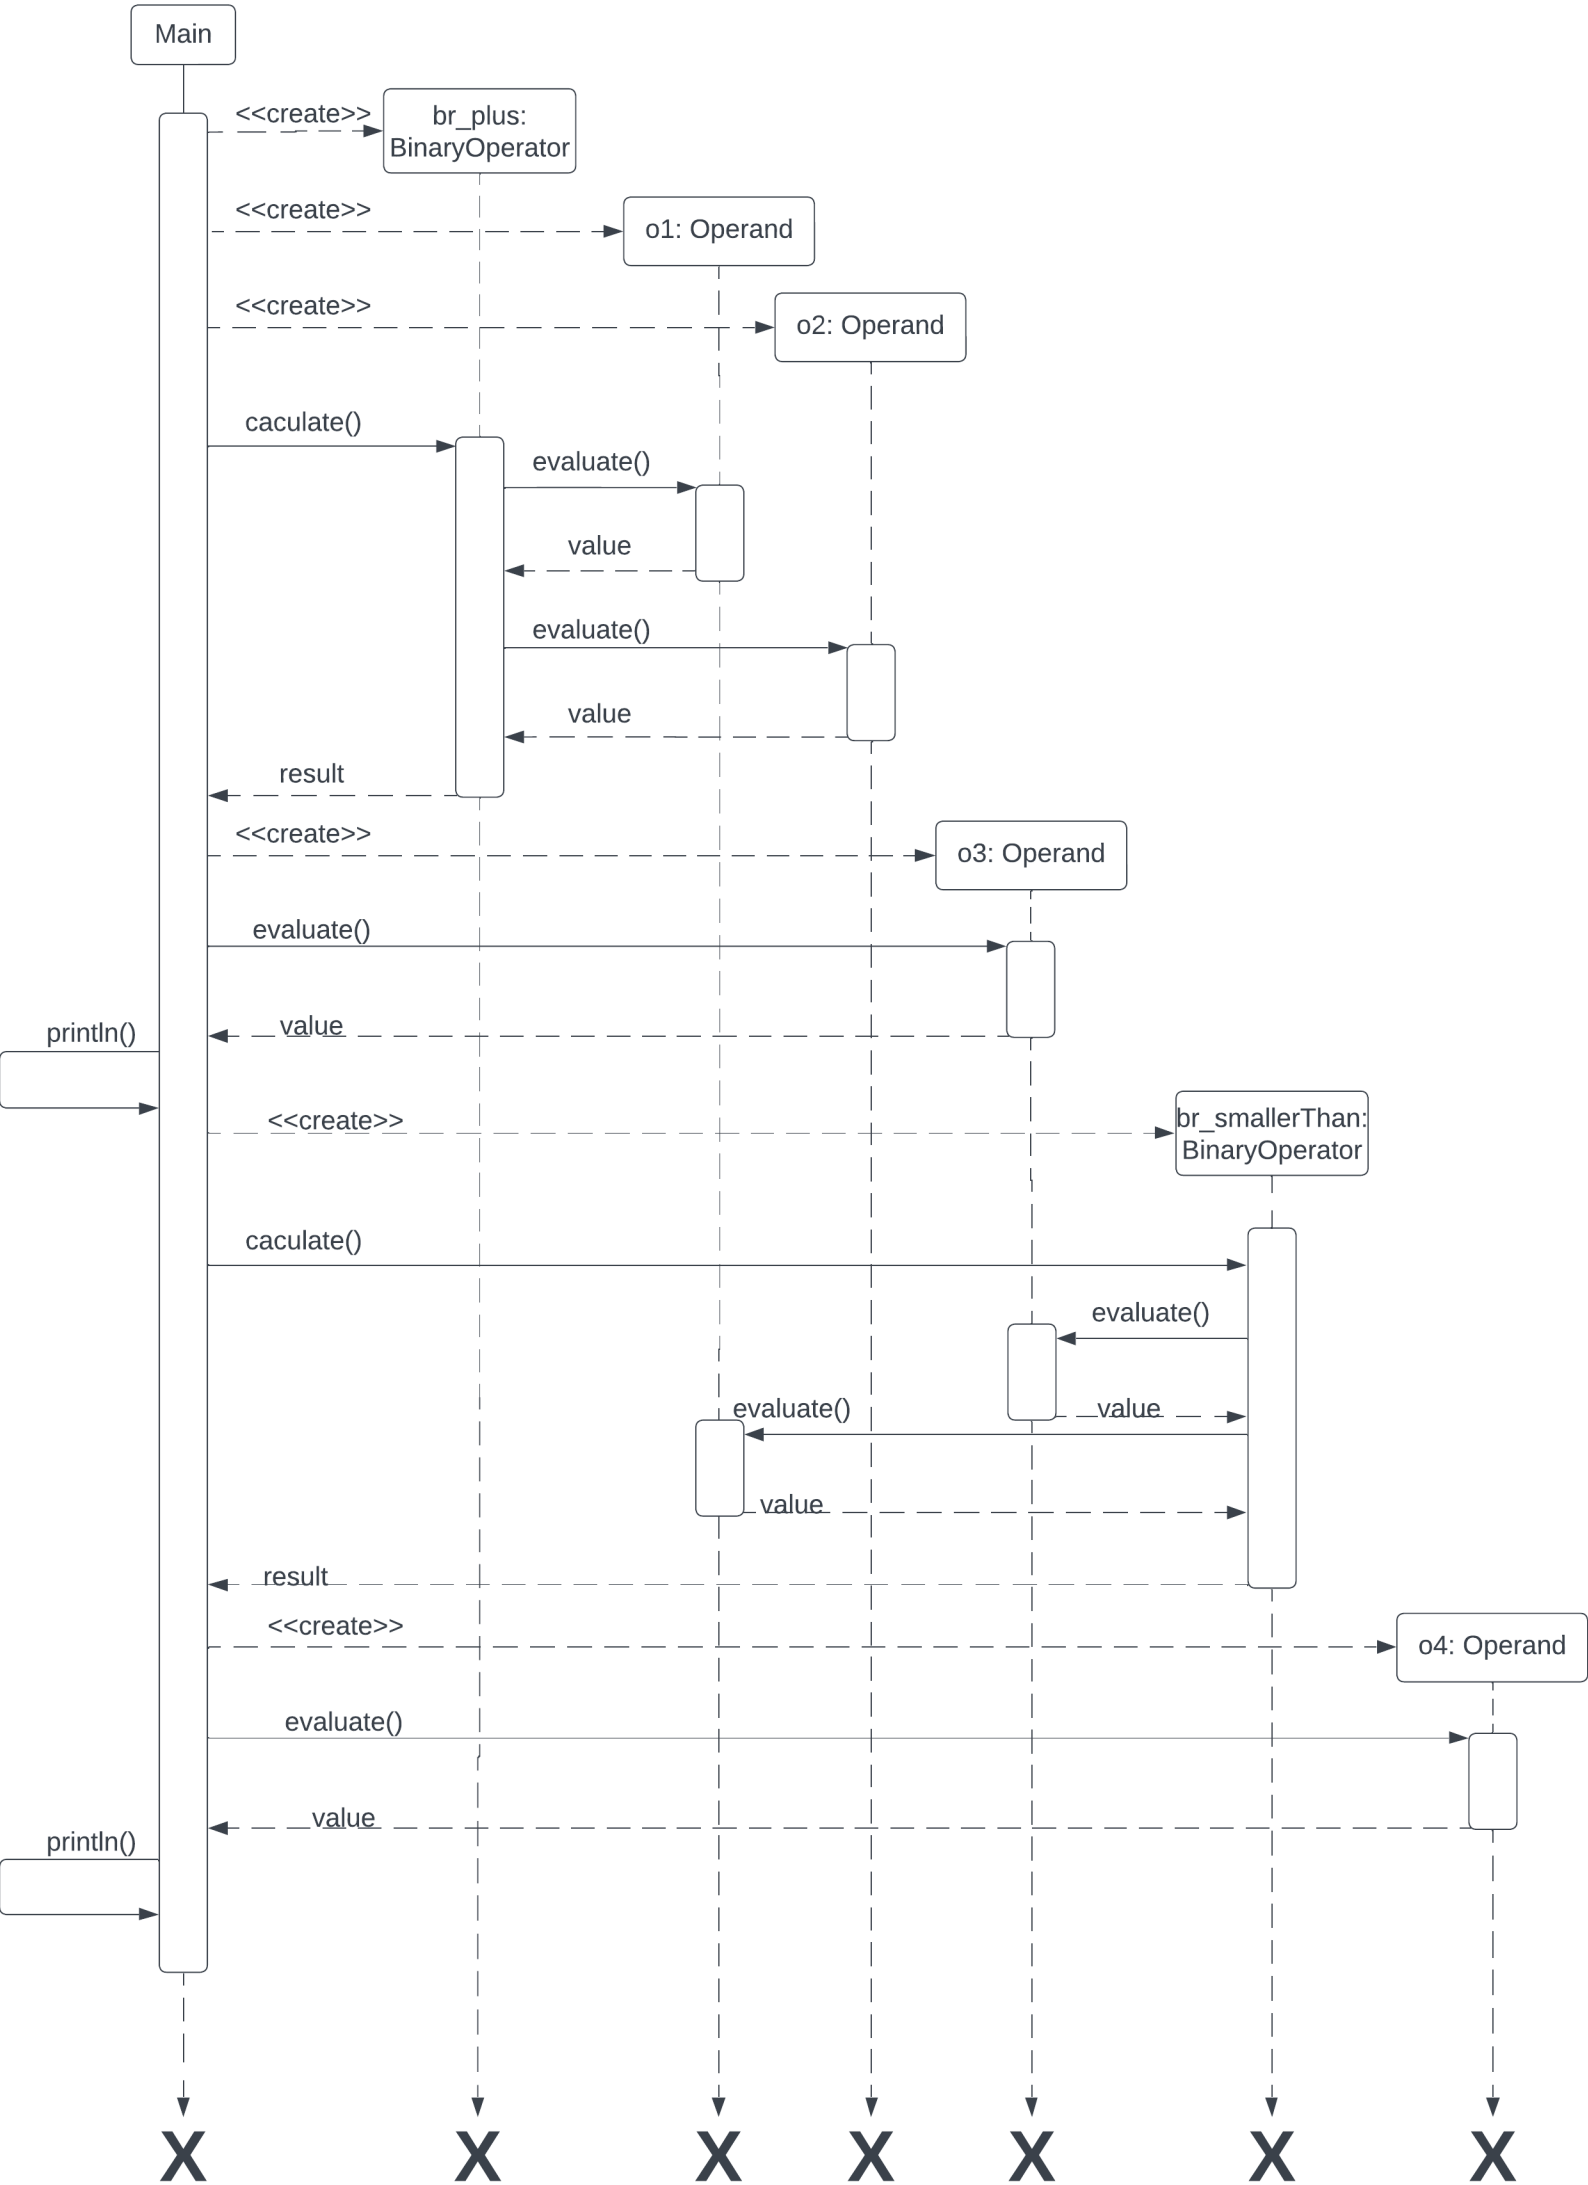 Main
<<create>>
br_plus:
BinaryOperator
<<create>>
o1: Operand
<<create>>
o2: Operand
caculate()
evaluate()
value
evaluate()
value
result
<<create>>
o3: Operand
evaluate()
value
println()
<<create>>
br_smallerThan:
BinaryOperator
caculate()
evaluate()
value
evaluate()
value
result
<<create>>
o4: Operand
evaluate()
value
println()
X X X X X X X